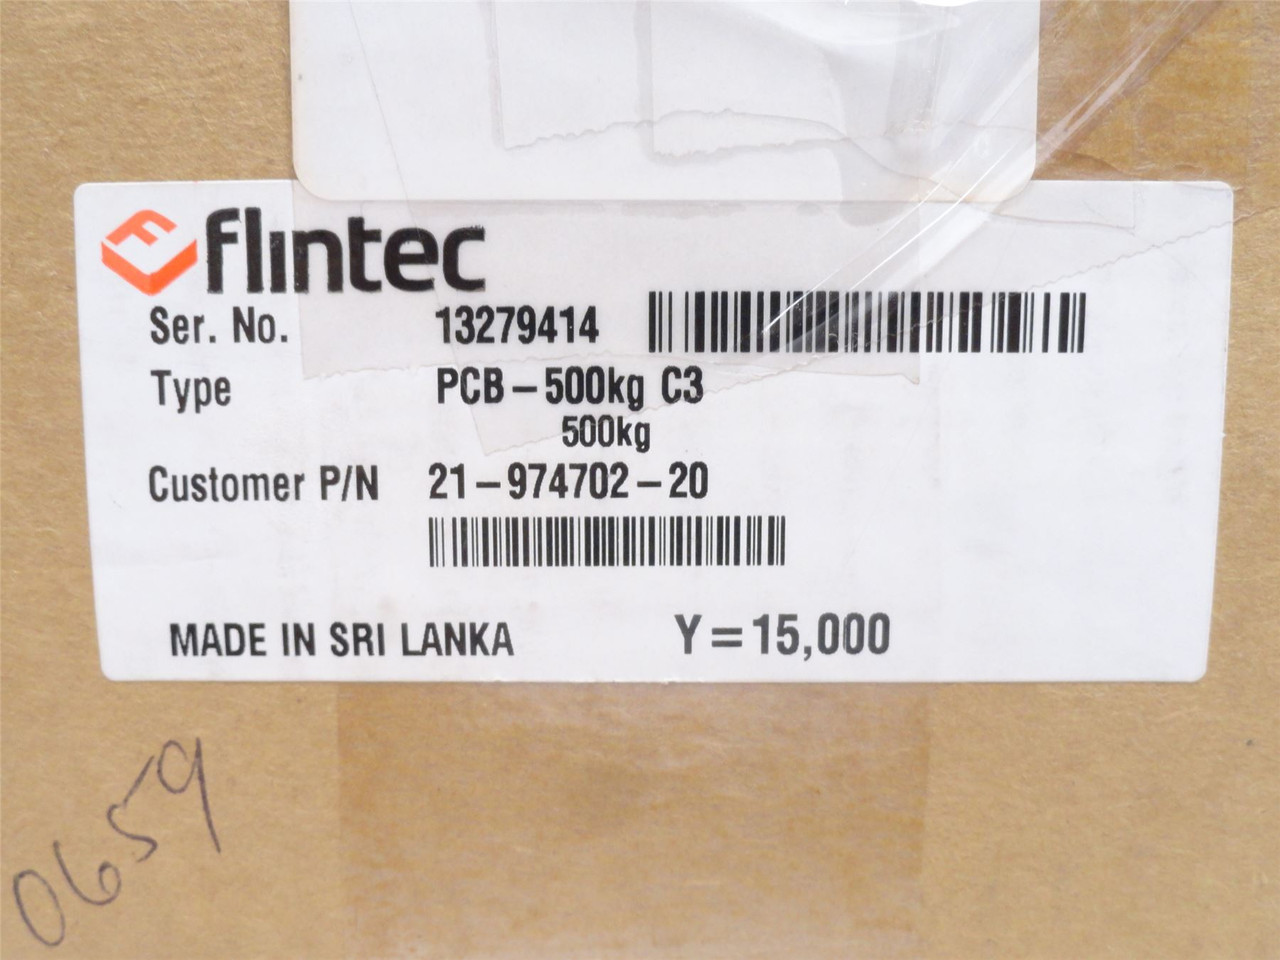 flintec
Ser. No. 13279414
Type PCB-500kg C3
500kg
Customer P/N 21-974702-20
MADE IN SRI LANKA Y=15,000
0659